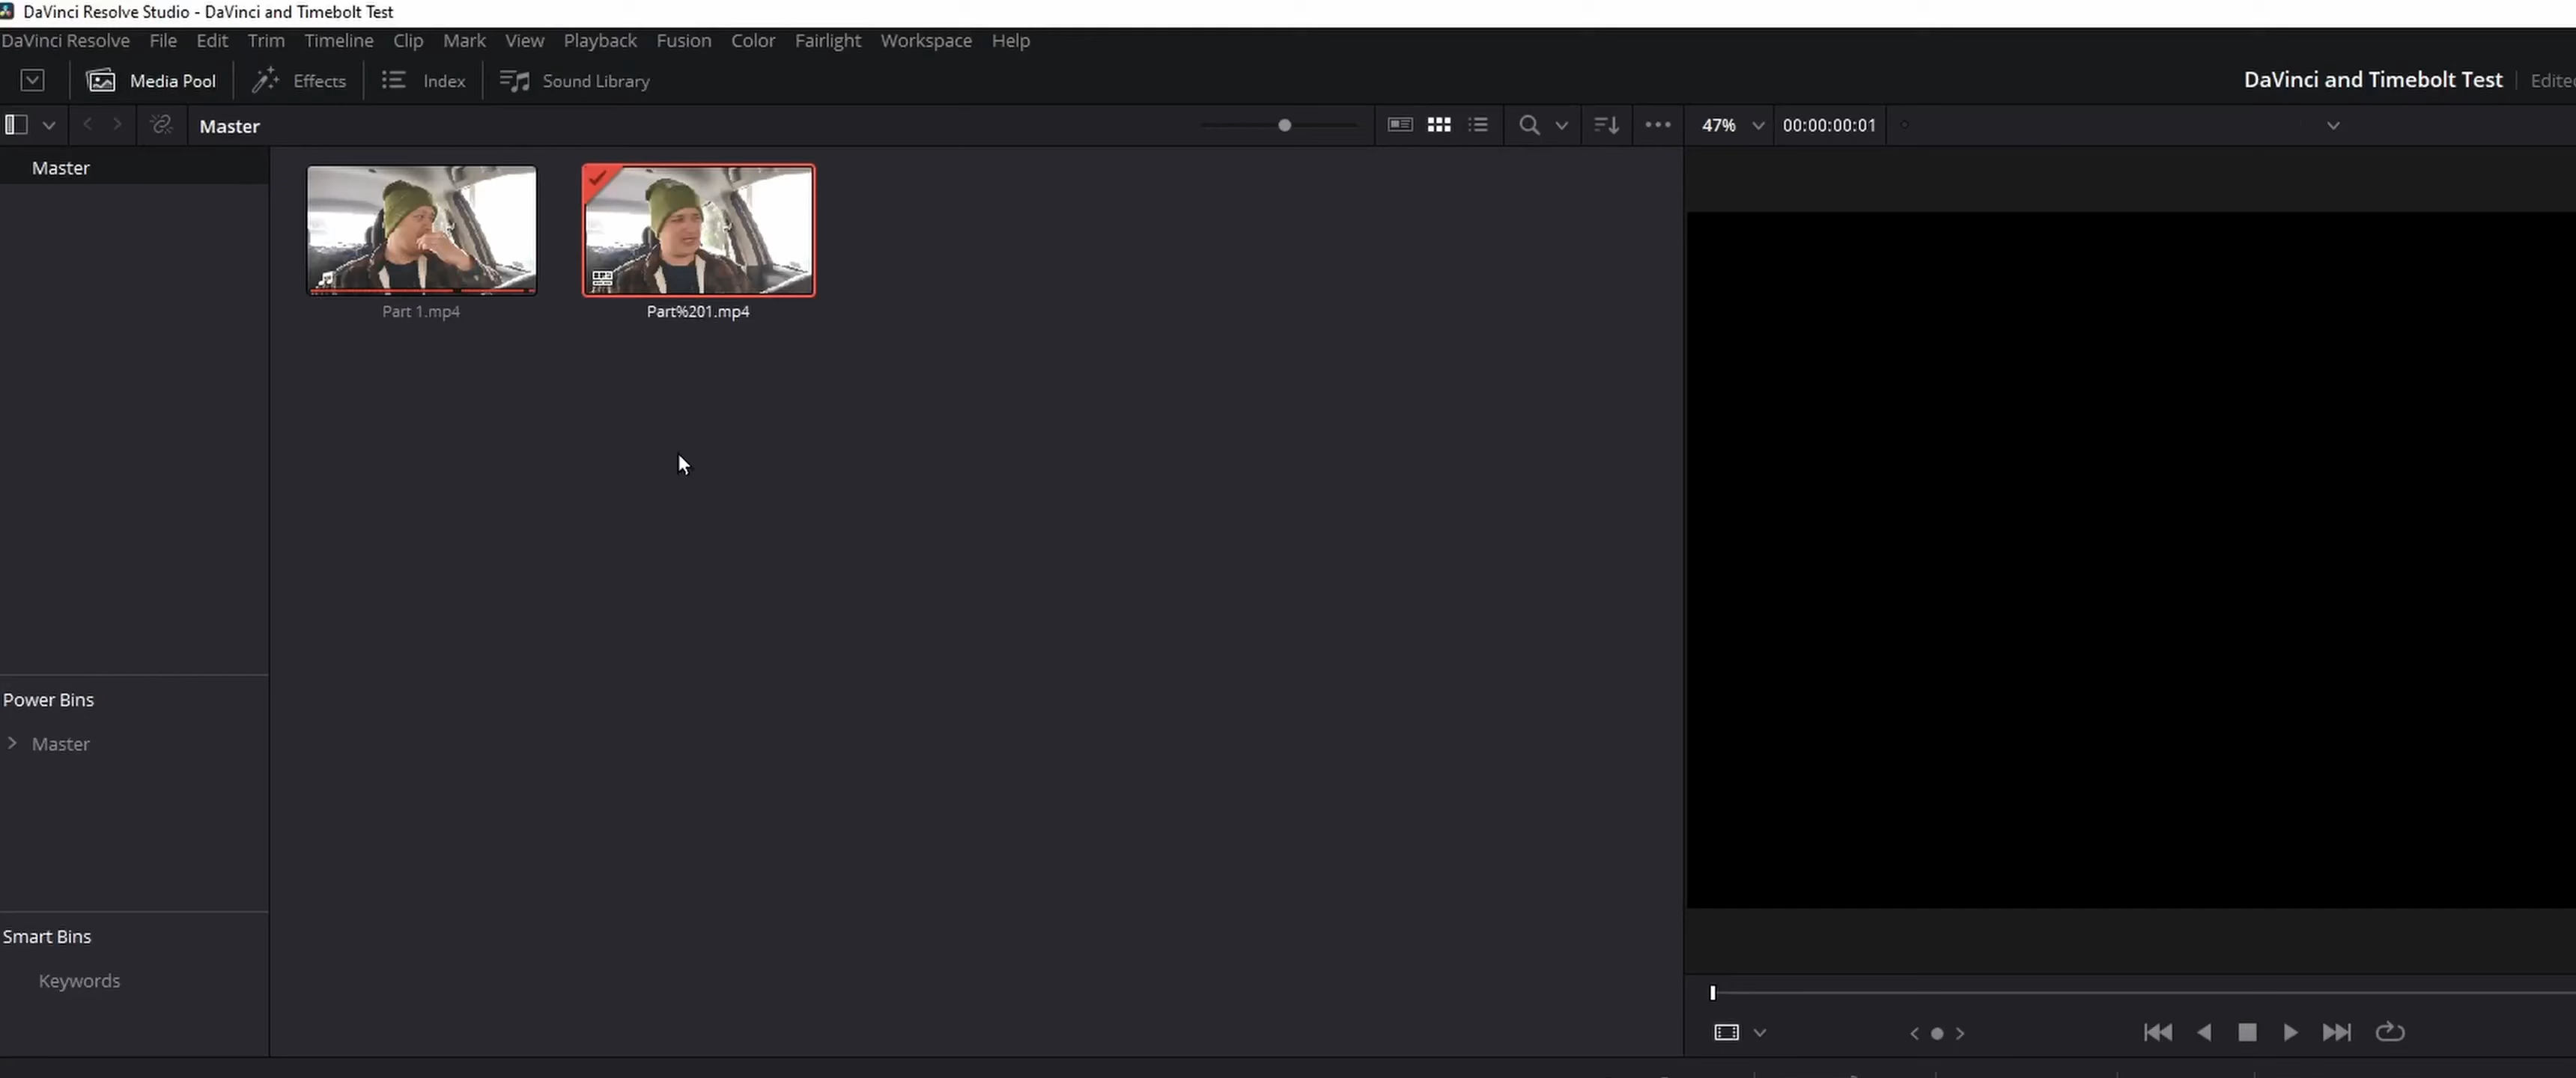 DaVinci Resolve Studio - DaVinci and Timebolt Test
DaVinci Resolve File Edit Trim Timeline Clip Mark View Playback Fusion Color Fairlight Workspace Help
Media Pool Effects Index Sound Library DaVinci and Timebolt Test Edite
Master 47% 00:00:00:01
Master
Part 1.mp4 Part%201.mp4
Power Bins
Master
Smart Bins
Keywords